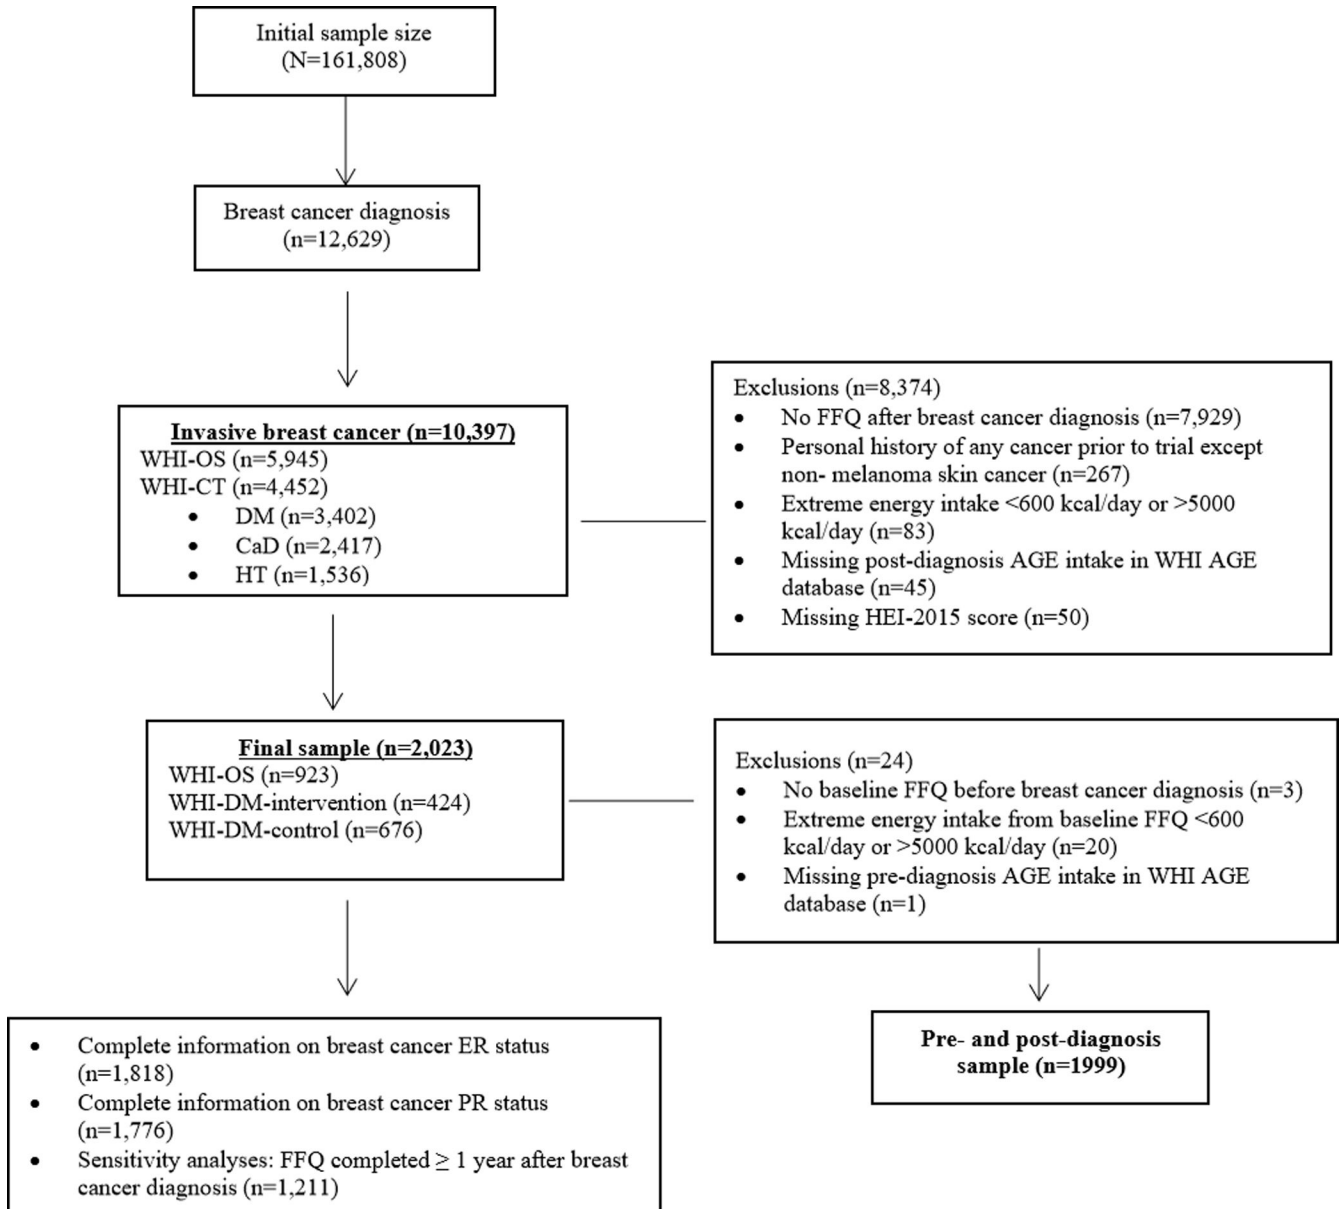 Initial sample size
(N=161,808)
Breast cancer diagnosis
(n=12,629)
Invasive breast cancer (n=10,397)
WHI-OS (n=5,945)
WHI-CT (n=4,452)
• DM (n=3,402)
• CaD (n=2,417)
• HT (n=1,536)
Exclusions (n=8,374)
• No FFQ after breast cancer diagnosis (n=7,929)
• Personal history of any cancer prior to trial except
non- melanoma skin cancer (n=267)
• Extreme energy intake <600 kcal/day or >5000
kcal/day (n=83)
• Missing post-diagnosis AGE intake in WHI AGE
database (n=45)
• Missing HEI-2015 score (n=50)
Final sample (n=2,023)
WHI-OS (n=923)
WHI-DM-intervention (n=424)
WHI-DM-control (n=676)
Exclusions (n=24)
• No baseline FFQ before breast cancer diagnosis (n=3)
• Extreme energy intake from baseline FFQ <600
kcal/day or >5000 kcal/day (n=20)
• Missing pre-diagnosis AGE intake in WHI AGE
database (n=1)
• Complete information on breast cancer ER status
(n=1,818)
• Complete information on breast cancer PR status
(n=1,776)
• Sensitivity analyses: FFQ completed ≥ 1 year after breast
cancer diagnosis (n=1,211)
Pre- and post-diagnosis
sample (n=1999)